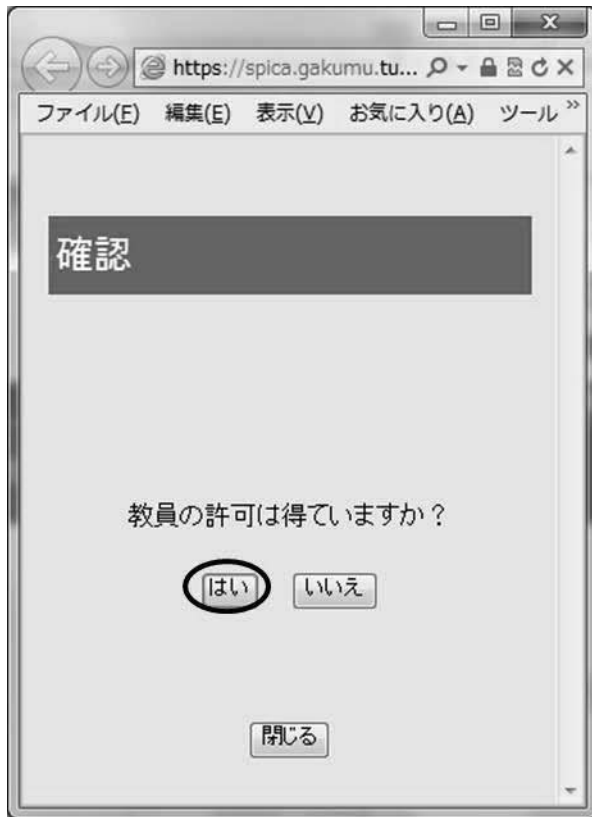 https://spica.gakumu.tu...
ファイル(F) 編集(E) 表示(V) お気に入り(A) ツール »
確認
教員の許可は得ていますか？
はい いいえ
閉じる